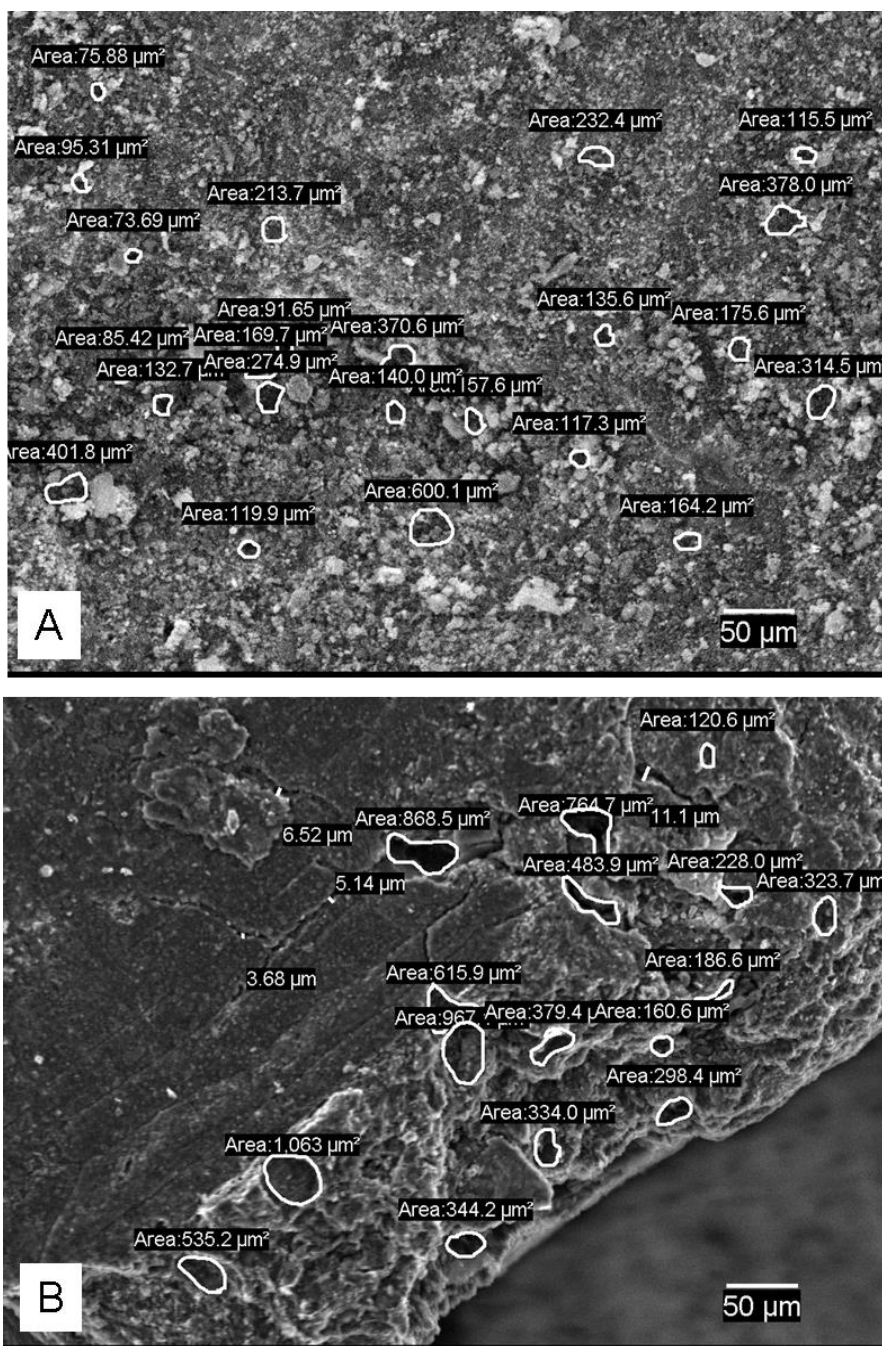 Area:75.88 µm²
Area:232.4 µm²
Area:115.5 µm²
Area:95.31 µm²
Area:378.0 µm²
Area:213.7 µm²
Area:73.69 µm²
Area:91.65 µm²
Area:135.6 µm²
Area:175.6 µm²
Area:85.42 µm²
Area:169.7 µm²
Area:370.6 µm²
Area:132.7
Area:274.9 µm²
Area:140.0 µm²
157.6 µm²
Area:314.5 µm²
Area:117.3 µm²
Area:401.8 µm²
Area:600.1 µm²
Area:119.9 µm²
Area:164.2 µm²
A
50 µm
Area:120.6 µm²
Area:764.7 µm²
11.1 µm
Area:868.5 µm²
6.52 µm
Area:483.9 µm²
Area:228.0 µm²
5.14 µm
Area:323.7 µm²
Area:615.9 µm²
Area:186.6 µm²
3.68 µm
Area:967.
Area:379.4
Area:160.6 µm²
Area:298.4 µm²
Area:334.0 µm²
Area:1,063 µm²
Area:344.2 µm²
Area:535.2 µm²
B
50 µm